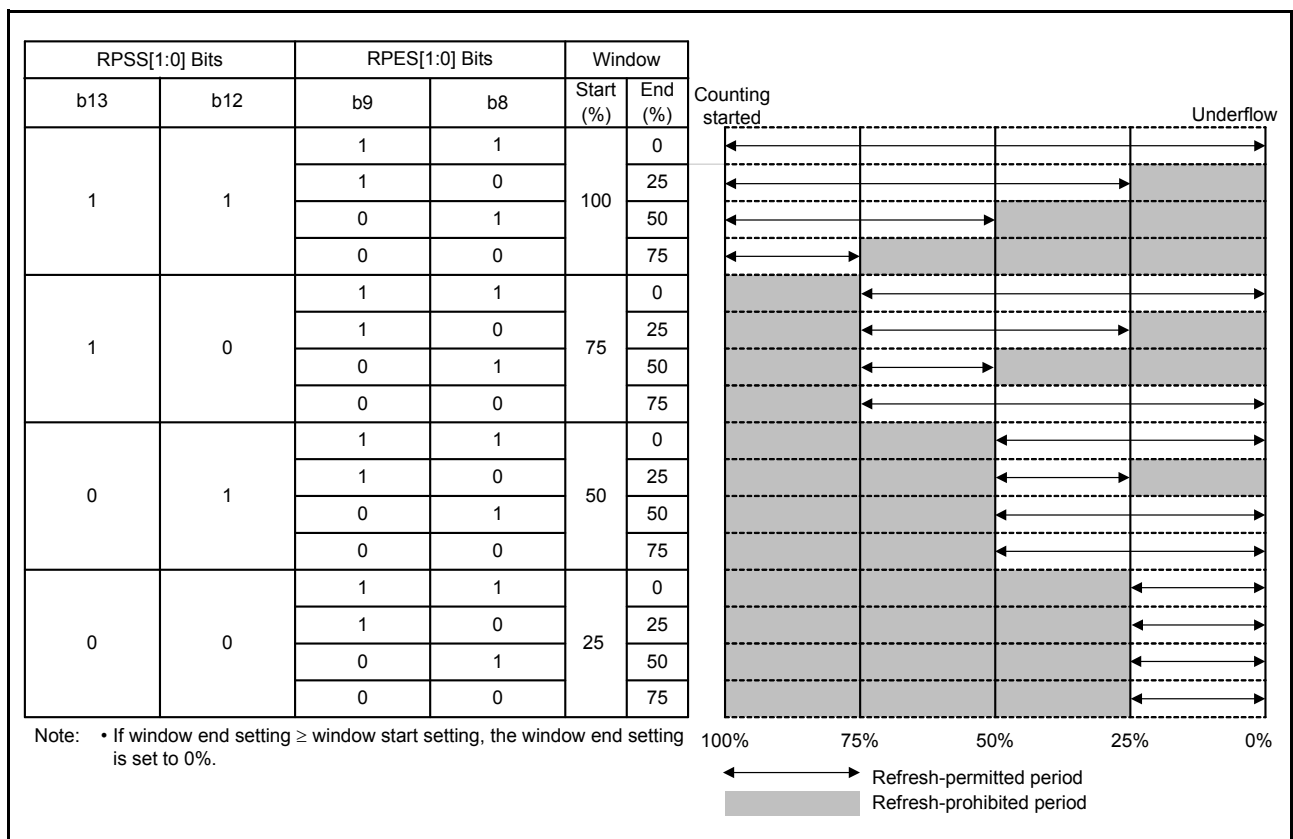 RPSS[1:0] Bits RPES[1:0] Bits Window
b13 b12 b9 b8 Start (%) End (%)
Counting started Underflow
1 1 1 1 100 0
1 0 25
0 1 50
0 0 75
1 0 1 1 75 0
1 0 25
0 1 50
0 0 75
0 1 1 1 50 0
1 0 25
0 1 50
0 0 75
0 0 1 1 25 0
1 0 25
0 1 50
0 0 75
Note: • If window end setting ≥ window start setting, the window end setting
is set to 0%.
100% 75% 50% 25% 0%
Refresh-permitted period
Refresh-prohibited period